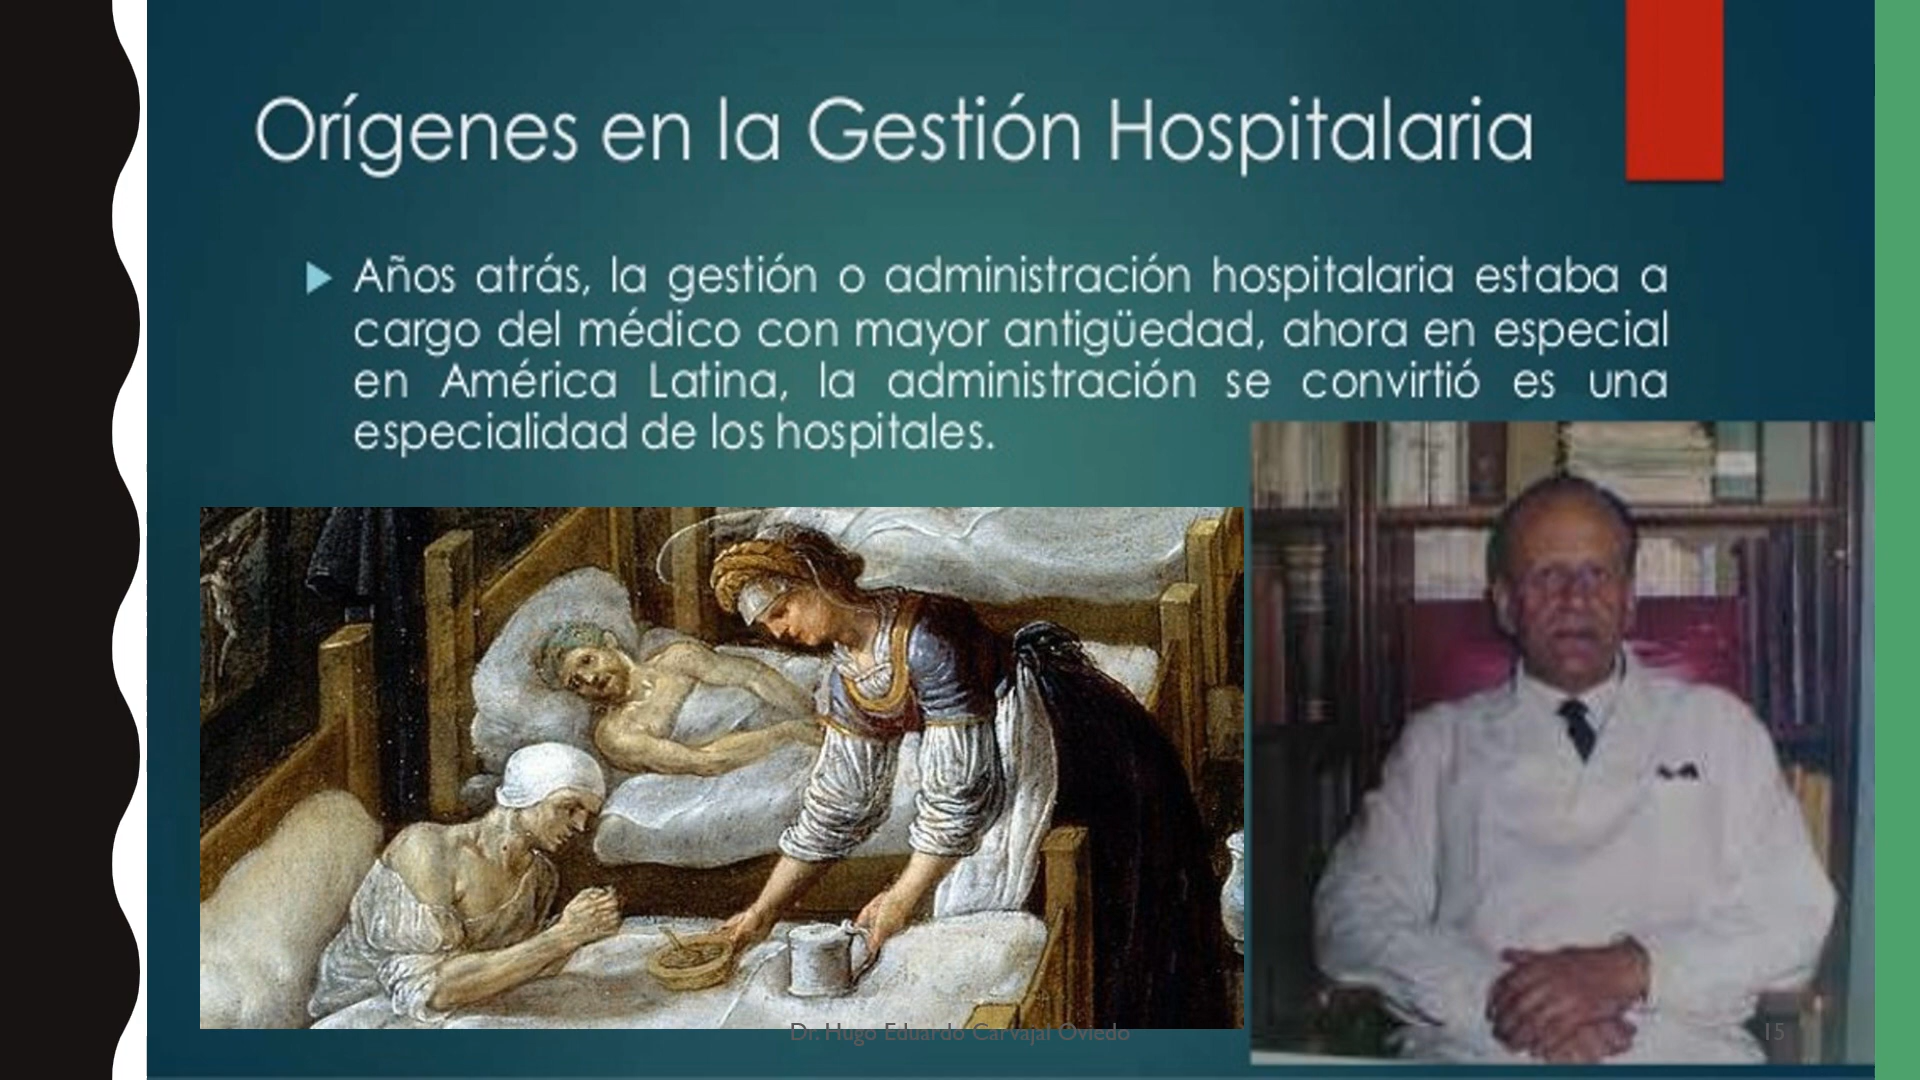 Orígenes en la Gestión Hospitalaria
Años atrás, la gestión o administración hospitalaria estaba a
cargo del médico con mayor antigüedad, ahora en especial
en América Latina, la administración se convirtió es una
especialidad de los hospitales.
Dr. Hugo Eduardo Carvajal Oviedo
15